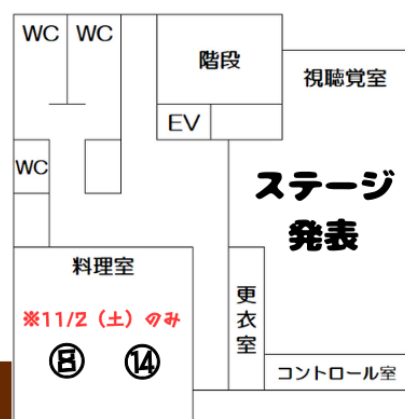 WC WC
階段
視聴覚室
EV
WC
ステージ
発表
料理室
更衣室
※11/2（土）のみ
⑧ ⑭
コントロール室